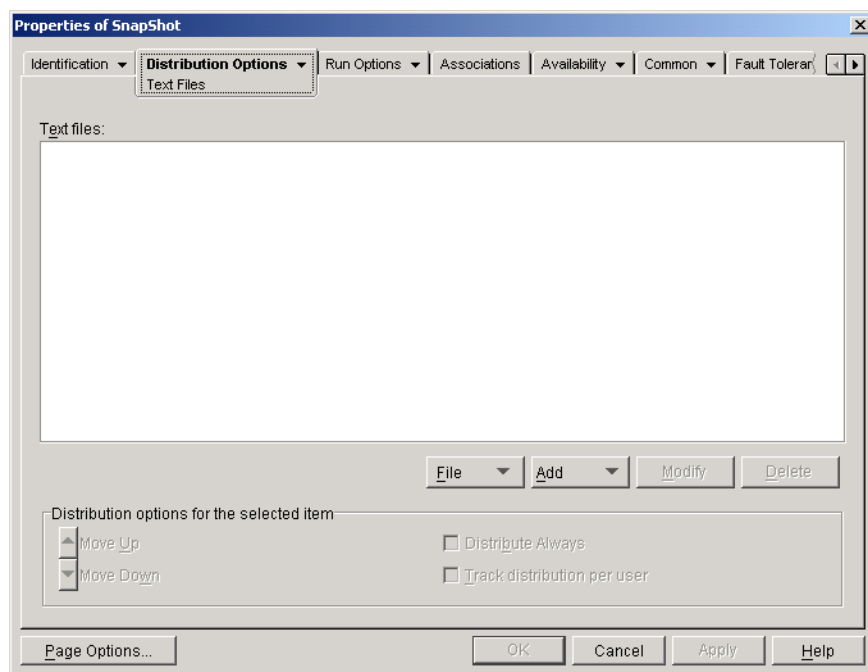 Properties of SnapShot
Identification
Distribution Options
Run Options
Associations
Availability
Common
Fault Toleran
Text Files
Text files:
File
Add
Modify
Delete
Distribution options for the selected item
Move Up
Distribute Always
Move Down
Track distribution per user
Page Options...
OK
Cancel
Apply
Help